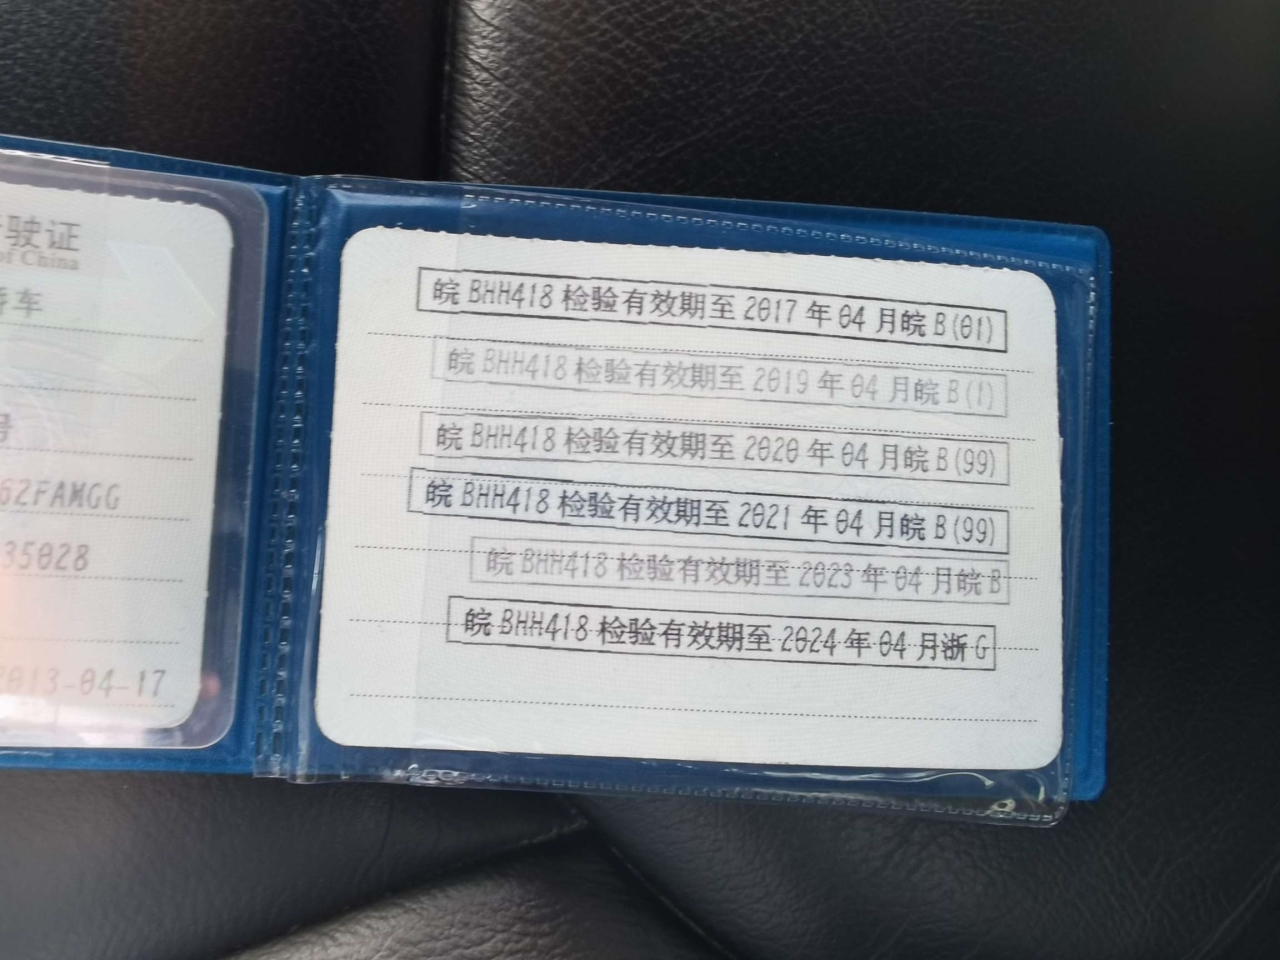 驶证
of China
轿车
号
62FAMGG
35028
2013-04-17
皖 BHH418 检验有效期至 2017 年 04 月皖 B(01)
皖 BHH418 检验有效期至 2019 年 04 月皖 B(1)
皖 BHH418 检验有效期至 2020 年 04 月皖 B(99)
皖 BHH418 检验有效期至 2021 年 04 月皖 B(99)
皖 BHH418 检验有效期至 2023 年 04 月皖 B
皖 BHH418 检验有效期至 2024 年 04 月浙 G